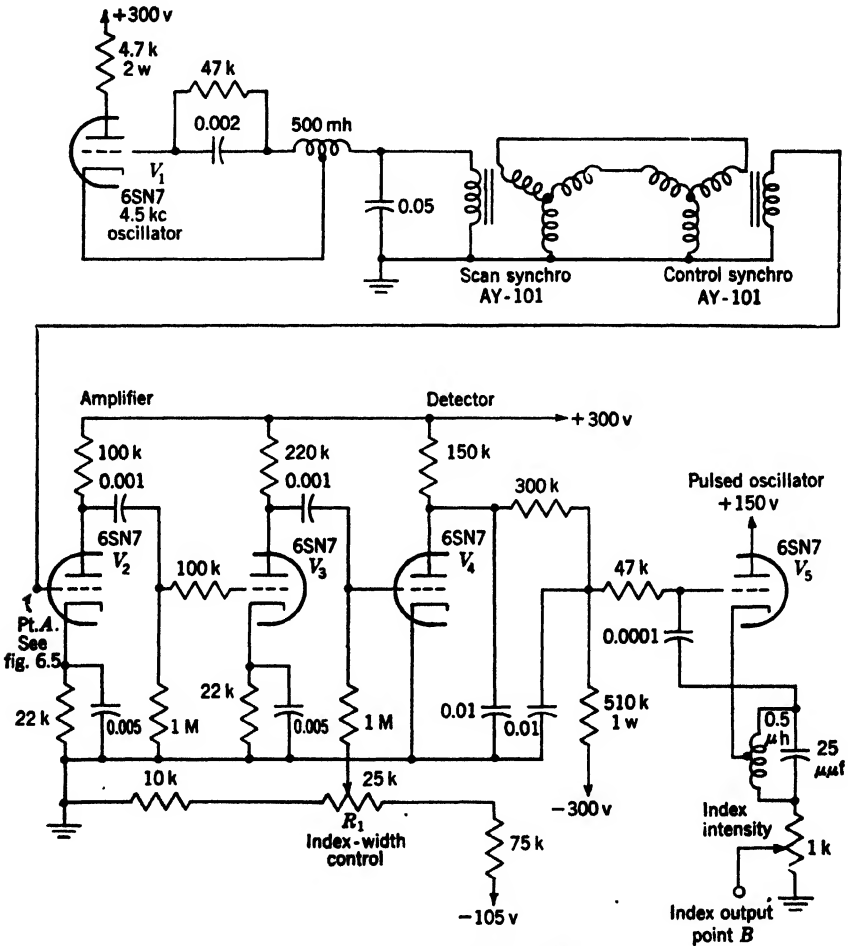 +300 v
4.7 k
2 w
47 k
0.002
500 mh
V₁
6SN7
4.5 kc
oscillator
0.05
Scan synchro
AY-101
Control synchro
AY-101
Amplifier
Detector
+300 v
100 k
0.001
220 k
0.001
150 k
300 k
Pulsed oscillator
+150 v
6SN7
V₂
100 k
6SN7
V₃
6SN7
V₄
47 k
6SN7
V₅
Pt.A.
See
fig. 6.5
0.0001
22 k
0.005
1 M
22 k
0.005
1 M
0.01
0.01
510 k
1 w
0.5
μh
25
μμf
10 k
25 k
R₁
Index-width
control
75 k
−105 v
−300 v
Index
intensity
1 k
Index output
point B